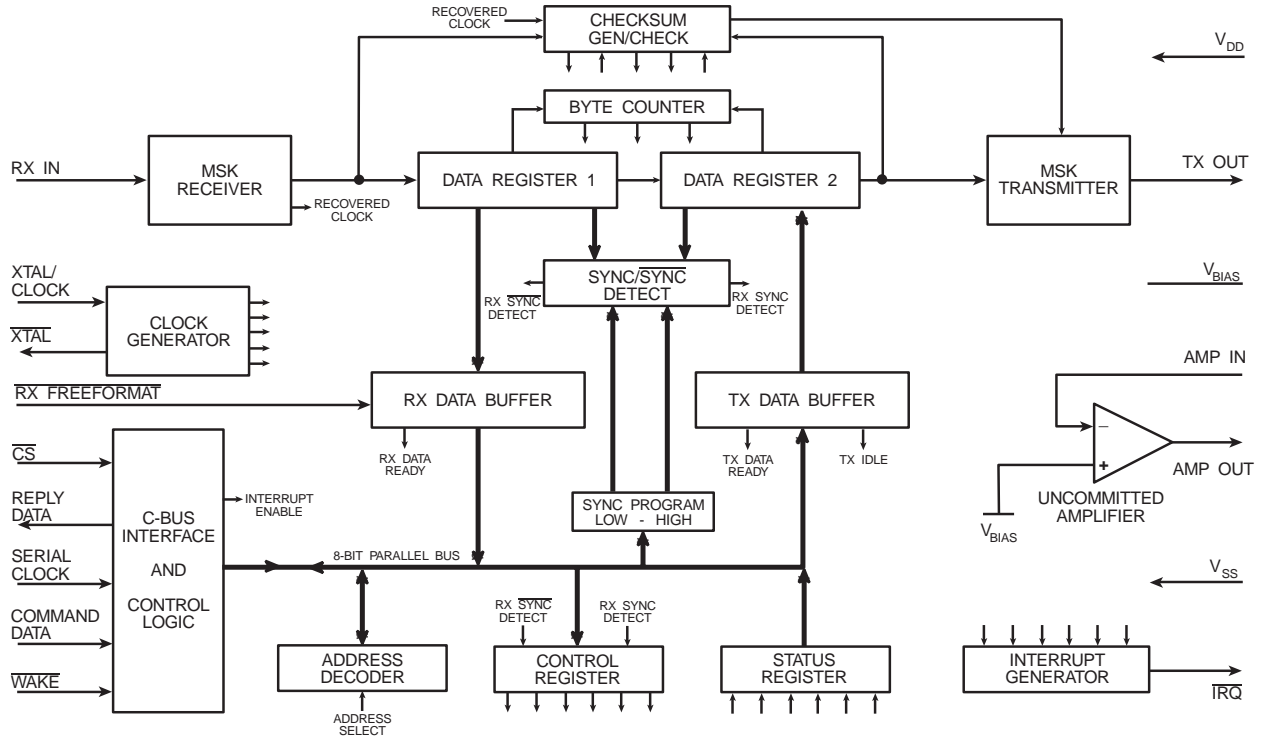 RECOVERED
CLOCK
CHECKSUM
GEN/CHECK
VDD
BYTE COUNTER
RX IN
MSK
RECEIVER
DATA REGISTER 1
DATA REGISTER 2
MSK
TRANSMITTER
TX OUT
RECOVERED
CLOCK
XTAL/
CLOCK
CLOCK
GENERATOR
XTAL
SYNC/SYNC
DETECT
RX SYNC
DETECT
RX SYNC
DETECT
VBIAS
RX FREEFORMAT
RX DATA BUFFER
TX DATA BUFFER
AMP IN
RX DATA
READY
TX DATA
READY
TX IDLE
−
+
AMP OUT
UNCOMMITTED
AMPLIFIER
VBIAS
CS
REPLY
DATA
SERIAL
CLOCK
COMMAND
DATA
WAKE
C-BUS
INTERFACE
AND
CONTROL
LOGIC
INTERRUPT
ENABLE
SYNC PROGRAM
LOW - HIGH
8-BIT PARALLEL BUS
VSS
RX SYNC
DETECT
RX SYNC
DETECT
ADDRESS
DECODER
CONTROL
REGISTER
STATUS
REGISTER
INTERRUPT
GENERATOR
IRQ
ADDRESS
SELECT